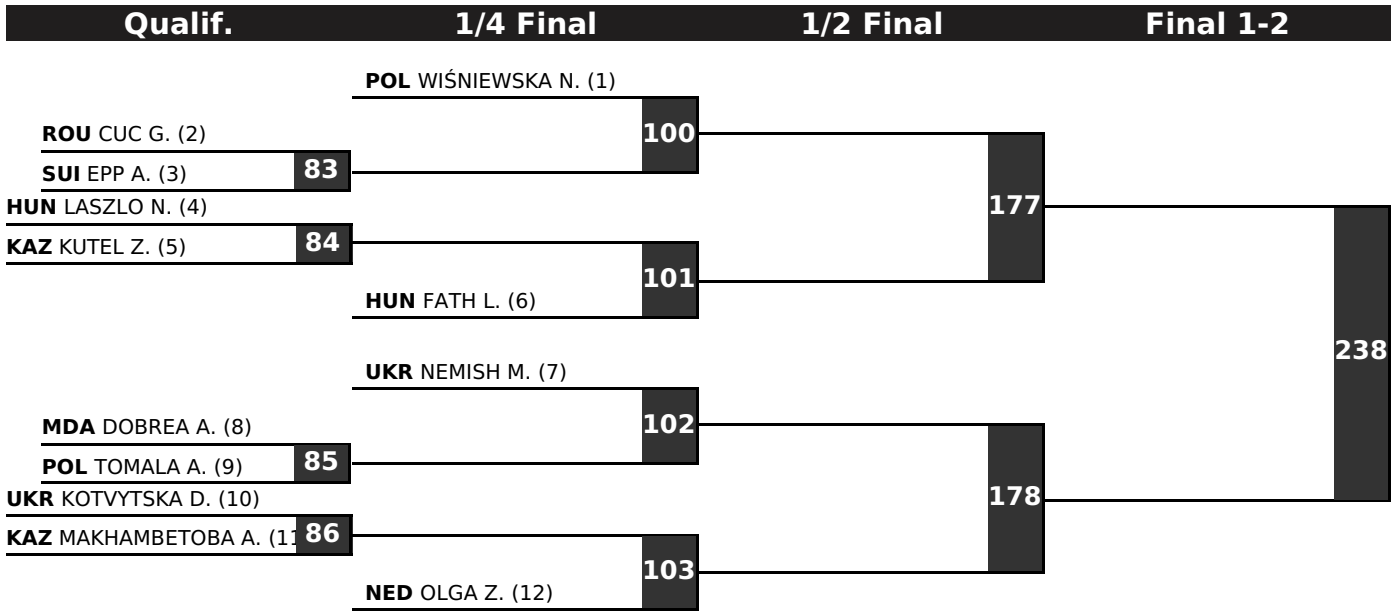 Qualif. 1/4 Final 1/2 Final Final 1-2
POL WIŚNIEWSKA N. (1)
100
ROU CUC G. (2)
83
SUI EPP A. (3)
HUN LASZLO N. (4)
177
84
KAZ KUTEL Z. (5)
101
HUN FATH L. (6)
238
UKR NEMISH M. (7)
102
MDA DOBREA A. (8)
85
POL TOMALA A. (9)
UKR KOTVYTSKA D. (10)
178
86
KAZ MAKHAMBETOBA A. (11
103
NED OLGA Z. (12)